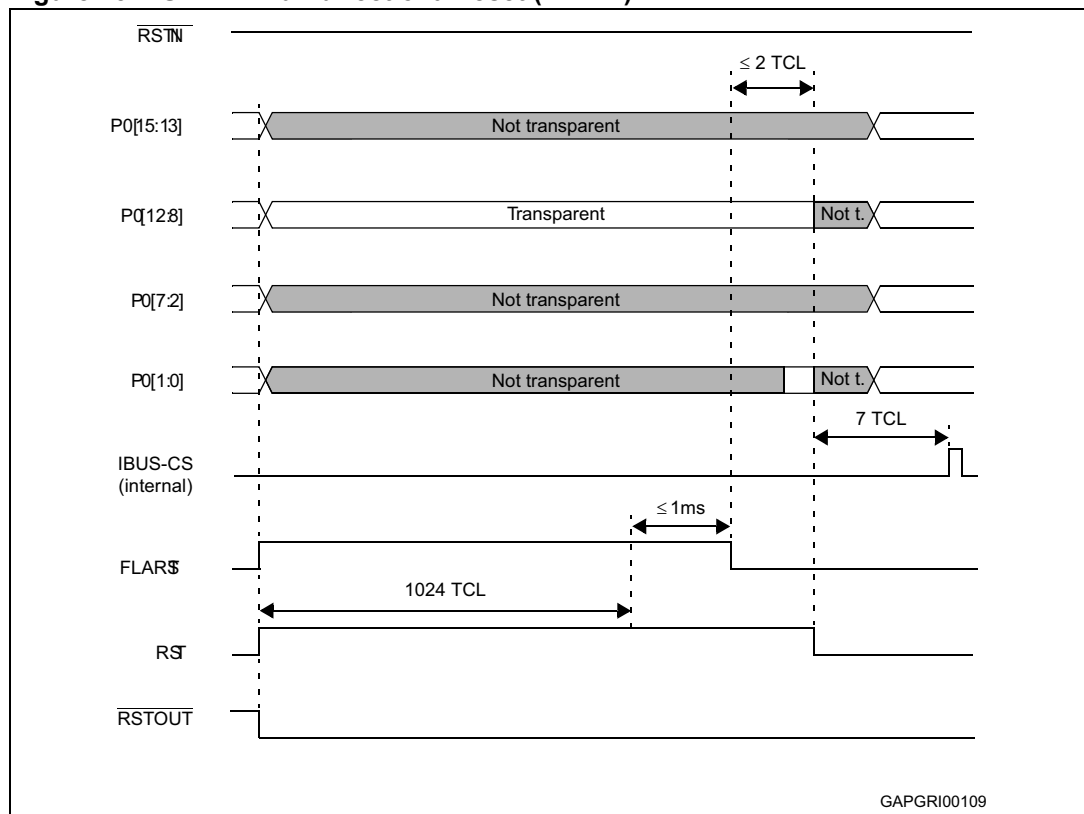 RSTIN
≤ 2 TCL
P0[15:13]
Not transparent
P0[12:8]
Transparent
Not t.
P0[7:2]
Not transparent
P0[1:0]
Not transparent
Not t.
7 TCL
IBUS-CS
(internal)
≤ 1ms
FLARST
1024 TCL
RST
RSTOUT
GAPGRI00109